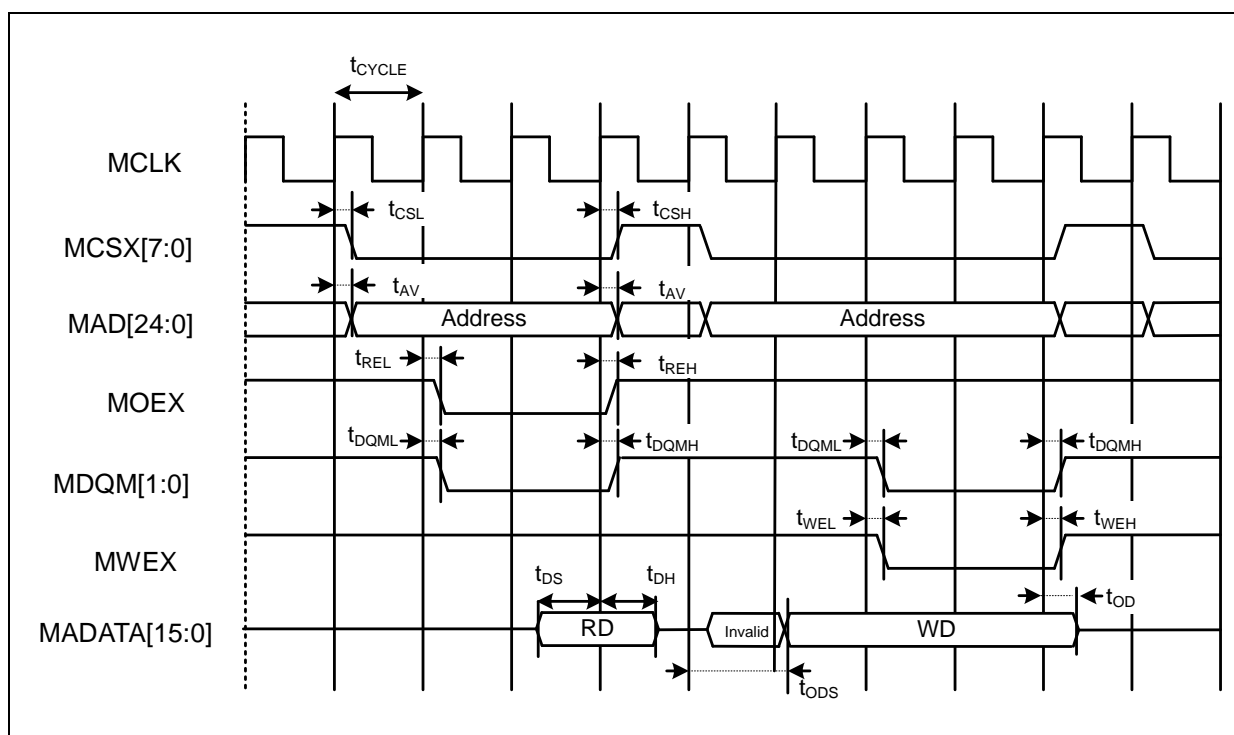 tCYCLE
MCLK
tCSL tCSH
MCSX[7:0]
tAV tAV
MAD[24:0] Address Address
tREL tREH
MOEX
tDQML tDQMH tDQML tDQMH
MDQM[1:0]
tWEL tWEH
MWEX
tDS tDH tOD
MADATA[15:0] RD Invalid WD
tODS